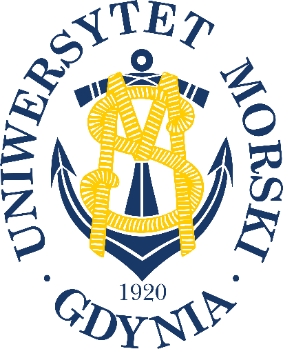 UNIWERSYTET MORSKI
1920
· GDYNIA ·